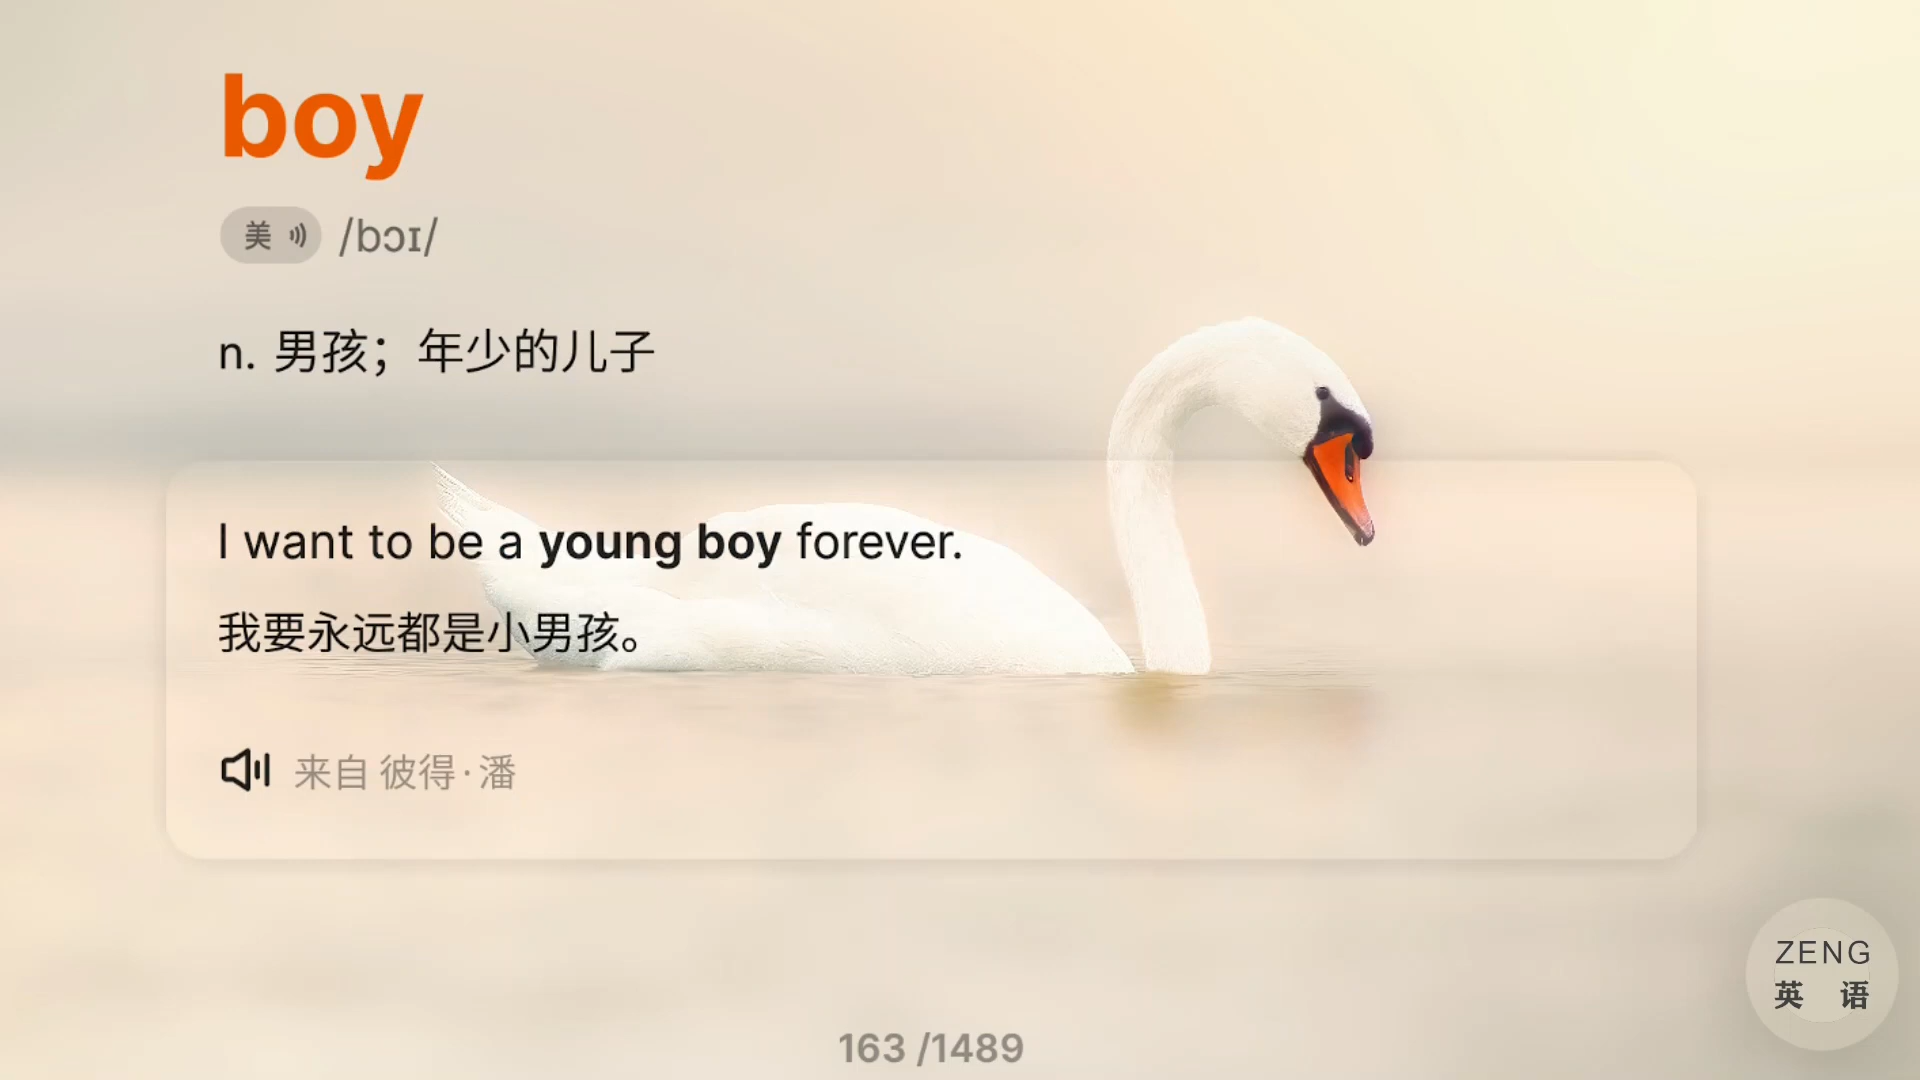 boy
美 /bɔɪ/
n. 男孩；年少的儿子
I want to be a young boy forever.
我要永远都是小男孩。
来自 彼得·潘
ZENG
英 语
163 /1489